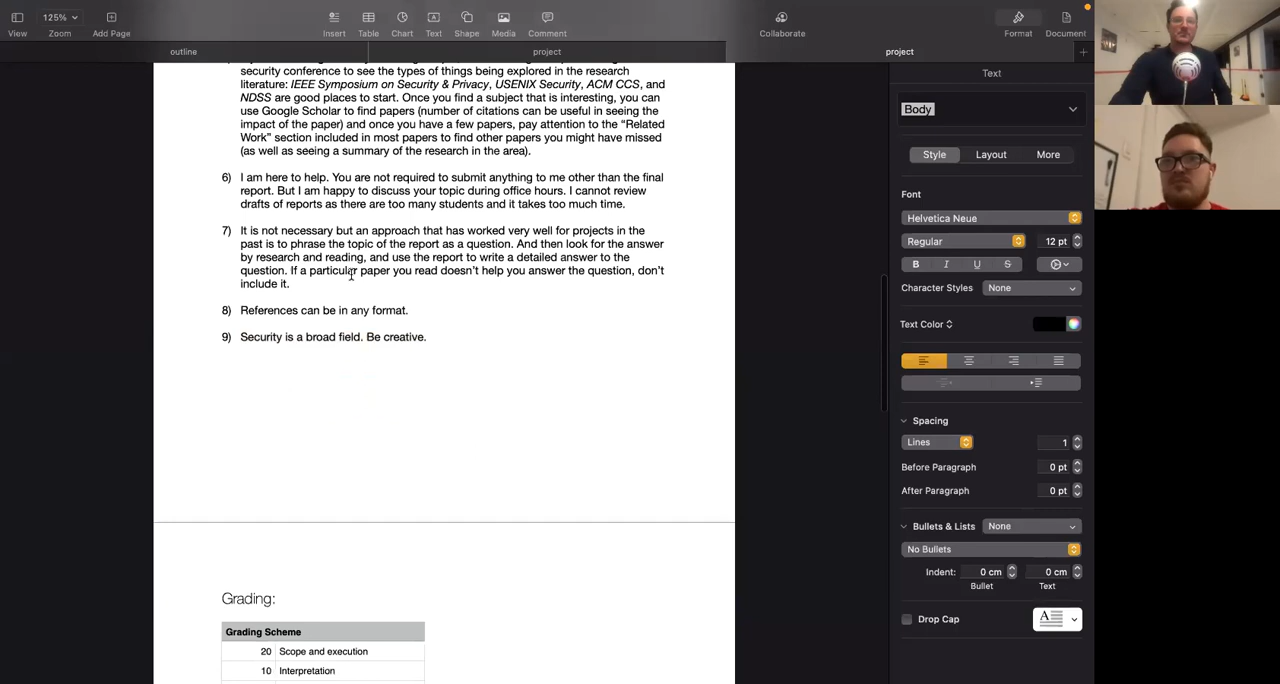 125%
View
Zoom
Add Page
Insert
Table
Chart
Text
Shape
Media
Comment
Collaborate
Format
Document
outline
project
project
security conference to see the types of things being explored in the research
literature: IEEE Symposium on Security & Privacy, USENIX Security, ACM CCS, and
NDSS are good places to start. Once you find a subject that is interesting, you can
use Google Scholar to find papers (number of citations can be useful in seeing the
impact of the paper) and once you have a few papers, pay attention to the “Related
Work” section included in most papers to find other papers you might have missed
(as well as seeing a summary of the research in the area).
6) I am here to help. You are not required to submit anything to me other than the final
report. But I am happy to discuss your topic during office hours. I cannot review
drafts of reports as there are too many students and it takes too much time.
7) It is not necessary but an approach that has worked very well for projects in the
past is to phrase the topic of the report as a question. And then look for the answer
by research and reading, and use the report to write a detailed answer to the
question. If a particular paper you read doesn’t help you answer the question, don’t
include it.
8) References can be in any format.
9) Security is a broad field. Be creative.
Grading:
Grading Scheme
20 Scope and execution
10 Interpretation
Text
Body
Style
Layout
More
Font
Helvetica Neue
Regular
12 pt
B I U S
Character Styles
None
Text Color
Spacing
Lines
1
Before Paragraph
0 pt
After Paragraph
0 pt
Bullets & Lists
None
No Bullets
Indent:
0 cm
0 cm
Bullet
Text
Drop Cap
A